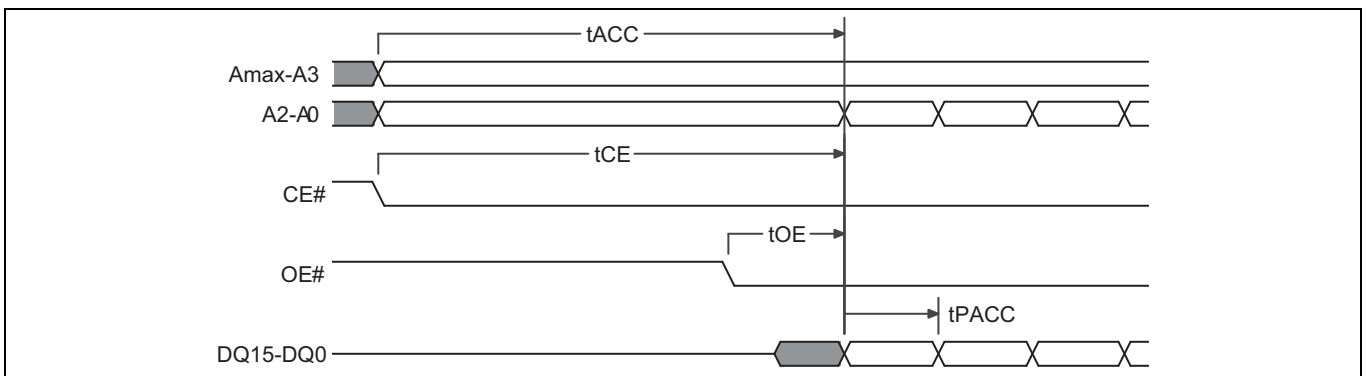 tACC
Amax-A3
A2-A0
tCE
CE#
tOE
OE#
tPACC
DQ15-DQ0